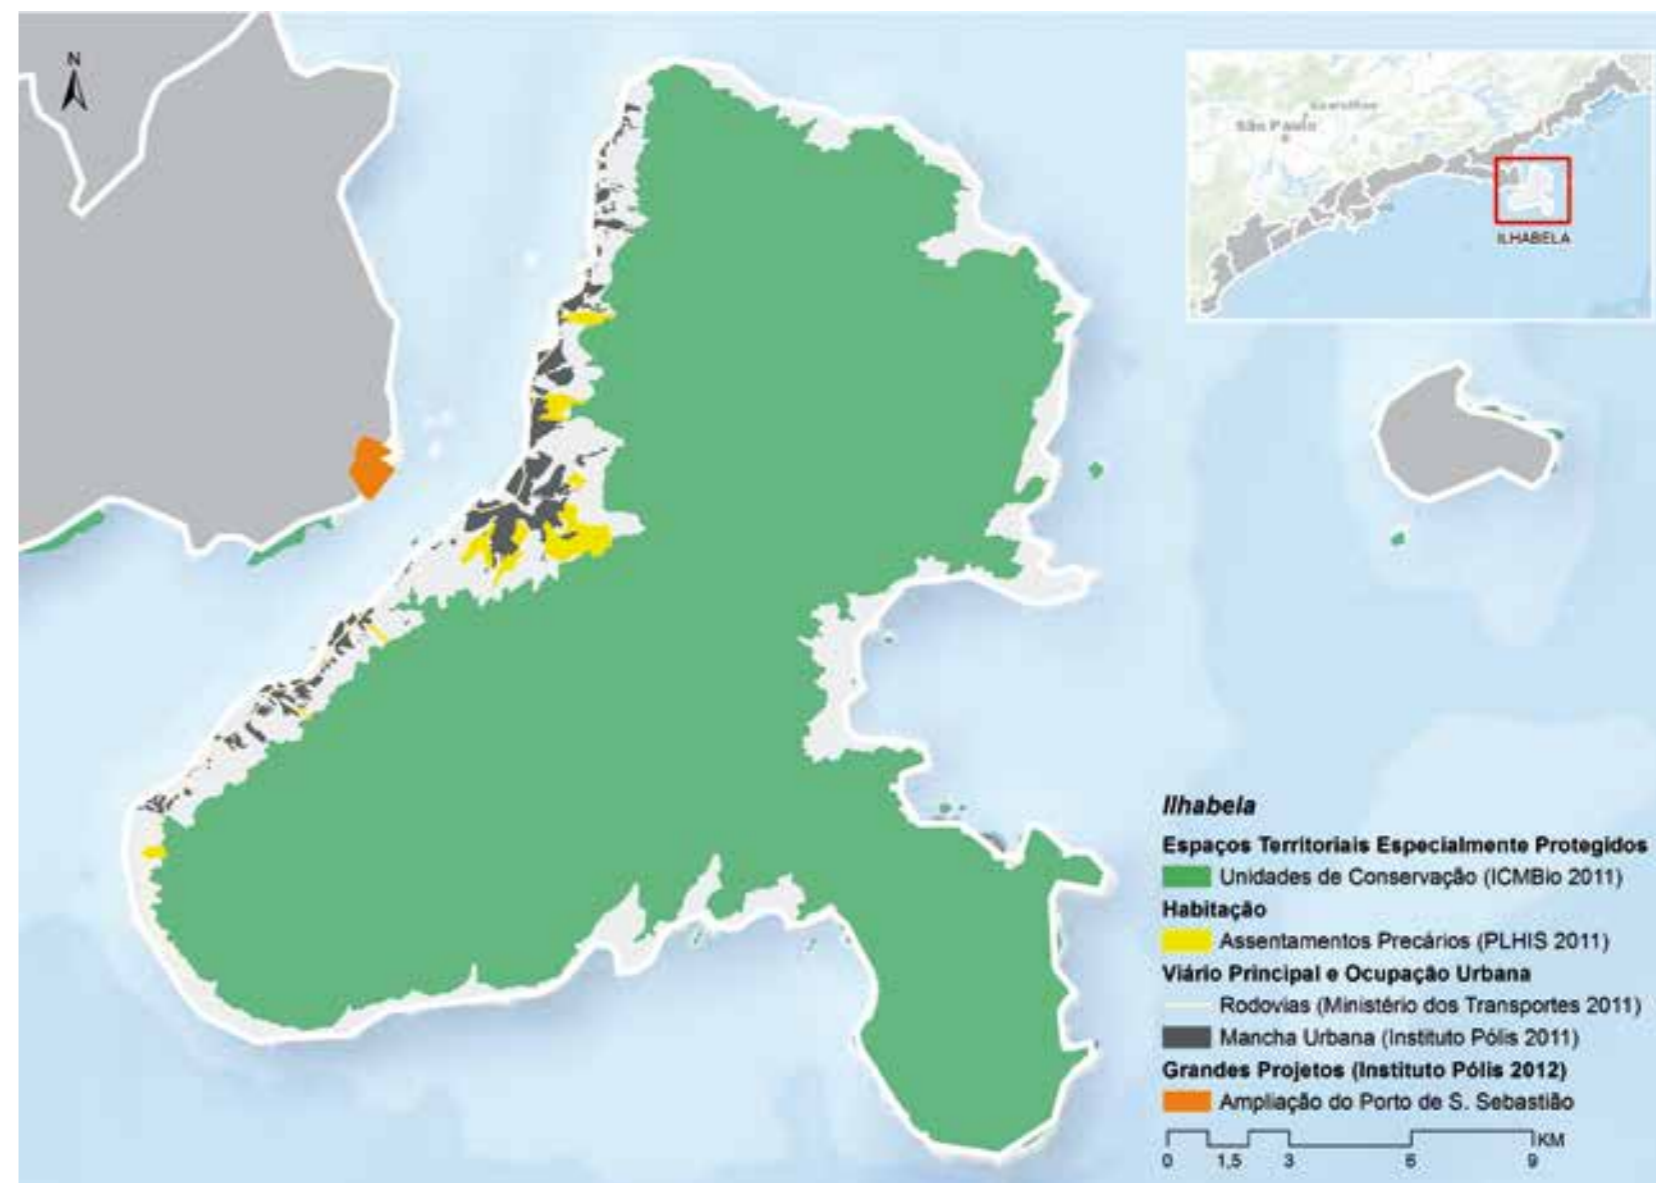 N
Guarulhos
São Paulo
ILHABELA
Ilhabela
Espaços Territoriais Especialmente Protegidos
Unidades de Conservação (ICMBio 2011)
Habitação
Assentamentos Precários (PLHIS 2011)
Viário Principal e Ocupação Urbana
Rodovias (Ministério dos Transportes 2011)
Mancha Urbana (Instituto Pólis 2011)
Grandes Projetos (Instituto Pólis 2012)
Ampliação do Porto de S. Sebastião
KM
0 1,5 3 6 9